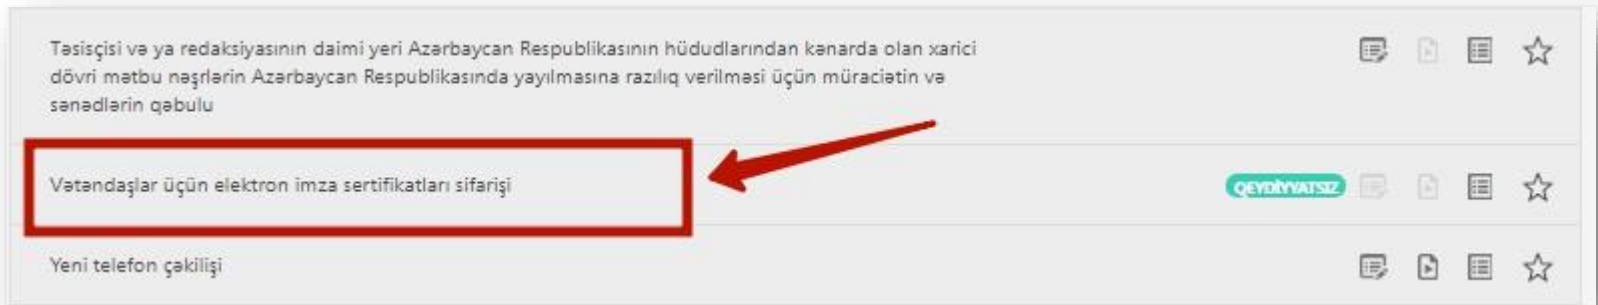 Təsisçisi və ya redaksiyasının daimi yeri Azərbaycan Respublikasının hüdudlarından kənarda olan xarici
dövri mətbu nəşrlərin Azərbaycan Respublikasında yayılmasına razılıq verilməsi üçün müraciətin və
sənədlərin qəbulu
Vətəndaşlar üçün elektron imza sertifikatları sifarişi
QEYDİYYATSIZ
Yeni telefon çəkilişi